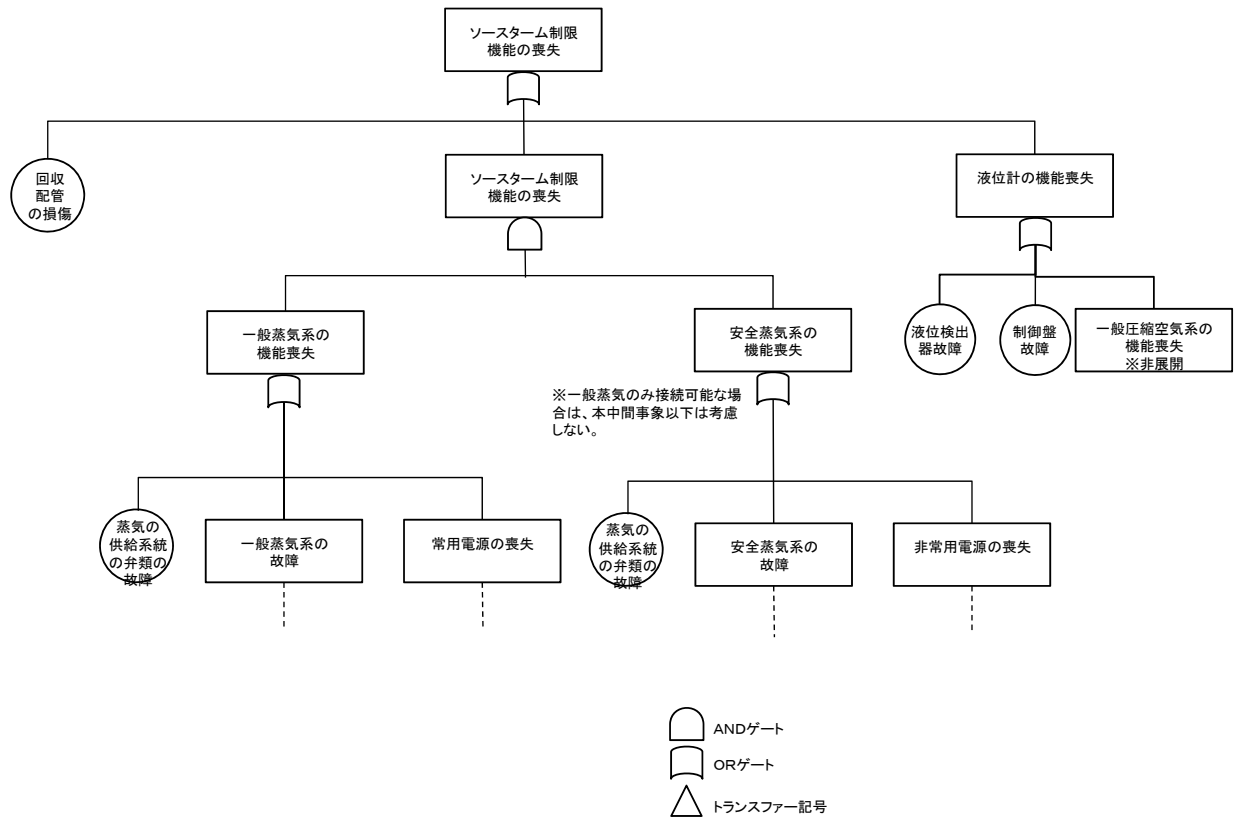 ソースターム制限
機能の喪失
回収
配管
の損傷
ソースターム制限
機能の喪失
液位計の機能喪失
一般蒸気系の
機能喪失
安全蒸気系の
機能喪失
液位検出
器故障
制御盤
故障
一般圧縮空気系の
機能喪失
※非展開
※一般蒸気のみ接続可能な場
合は、本中間事象以下は考慮
しない。
蒸気の
供給系統
の弁類の
故障
一般蒸気系の
故障
常用電源の喪失
蒸気の
供給系統
の弁類の
故障
安全蒸気系の
故障
非常用電源の喪失
ANDゲート
ORゲート
トランスファー記号